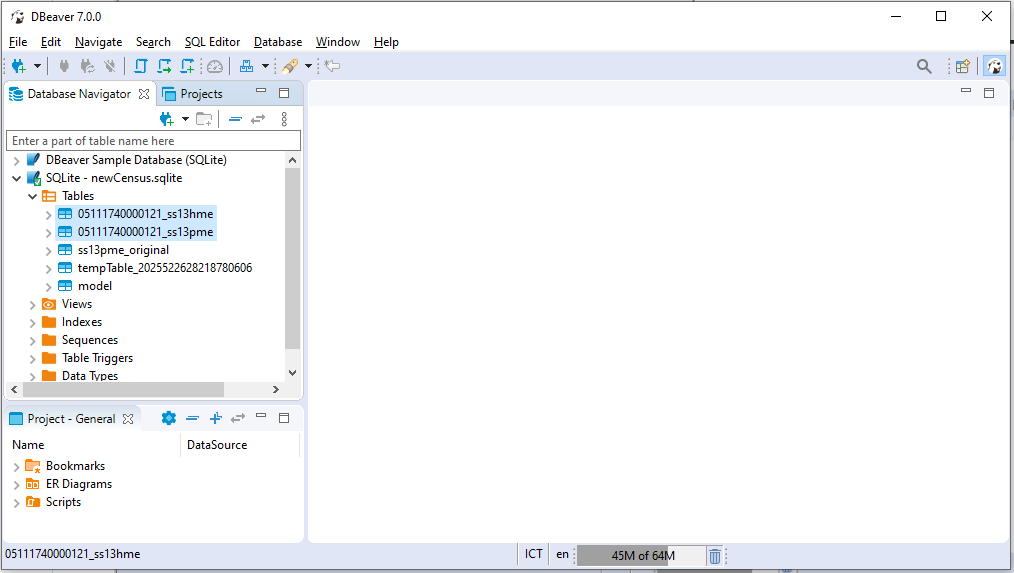 DBeaver 7.0.0
File Edit Navigate Search SQL Editor Database Window Help
Database Navigator Projects
Enter a part of table name here
DBeaver Sample Database (SQLite)
SQLite - newCensus.sqlite
Tables
05111740000121_ss13hme
05111740000121_ss13pme
ss13pme_original
tempTable_2025522628218780606
model
Views
Indexes
Sequences
Table Triggers
Data Types
Project - General
Name DataSource
Bookmarks
ER Diagrams
Scripts
05111740000121_ss13hme ICT en 45M of 64M